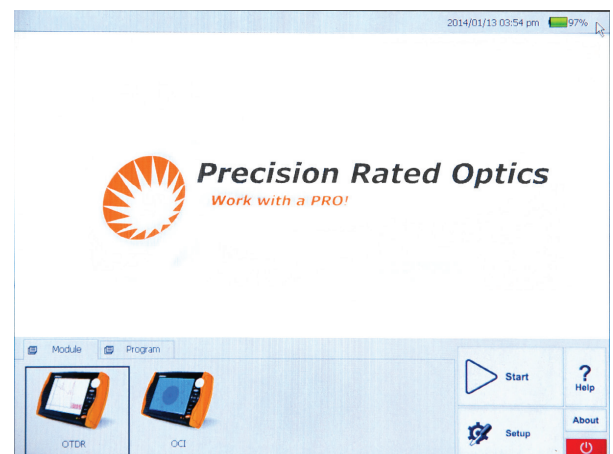 2014/01/13 03:54 pm 97%
Precision Rated Optics
Work with a PRO!
Module Program
Start
?
Help
About
Setup
OTDR OCI